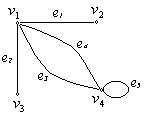 v₁ e₁ v₂
e₂ e₄
e₃ e₅
v₃ v₄